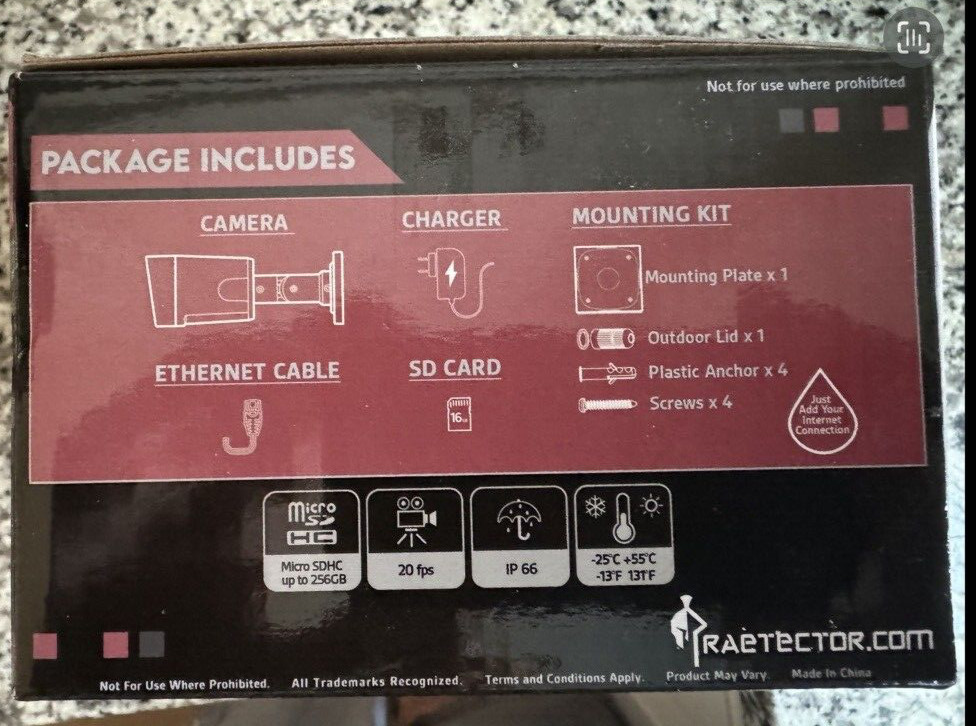 Not for use where prohibited
PACKAGE INCLUDES
CAMERA
CHARGER
MOUNTING KIT
Mounting Plate x 1
Outdoor Lid x 1
Plastic Anchor x 4
Screws x 4
ETHERNET CABLE
SD CARD
16GB
Just
Add Your
Internet
Connection
Micro
SD
HC
Micro SDHC
up to 256GB
20 fps
IP 66
-25°C +55°C
-13°F 131°F
PRAETECTOR.COM
Not For Use Where Prohibited. All Trademarks Recognized. Terms and Conditions Apply. Product May Vary. Made In China